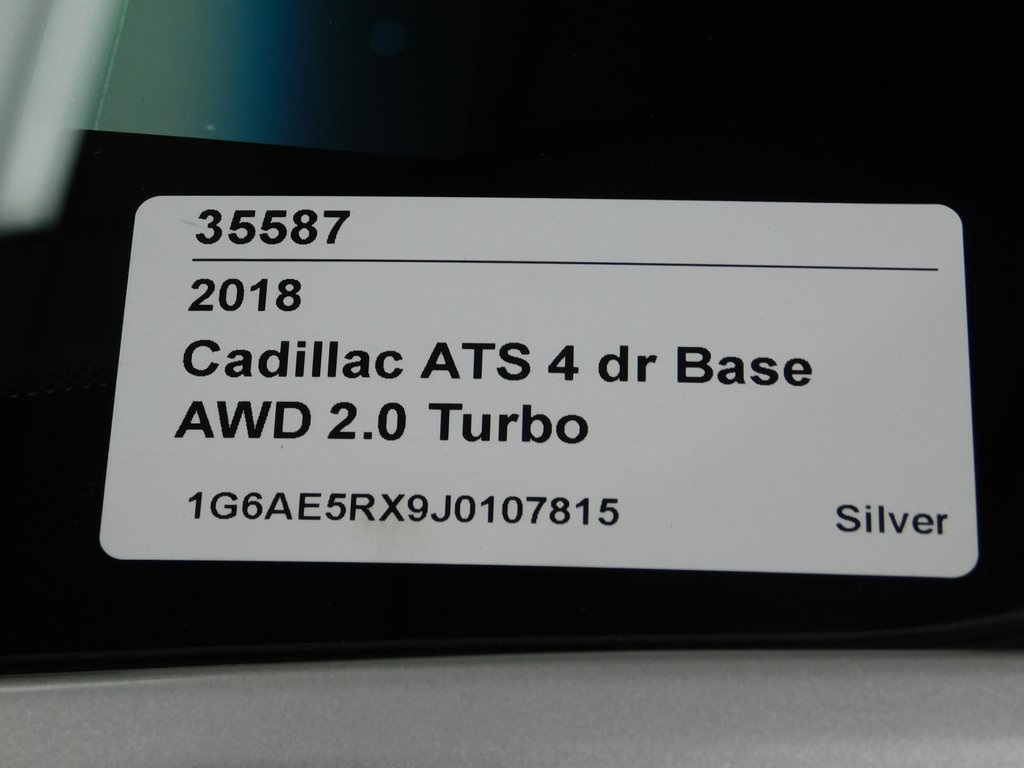 35587
2018
Cadillac ATS 4 dr Base
AWD 2.0 Turbo
1G6AE5RX9J0107815 Silver